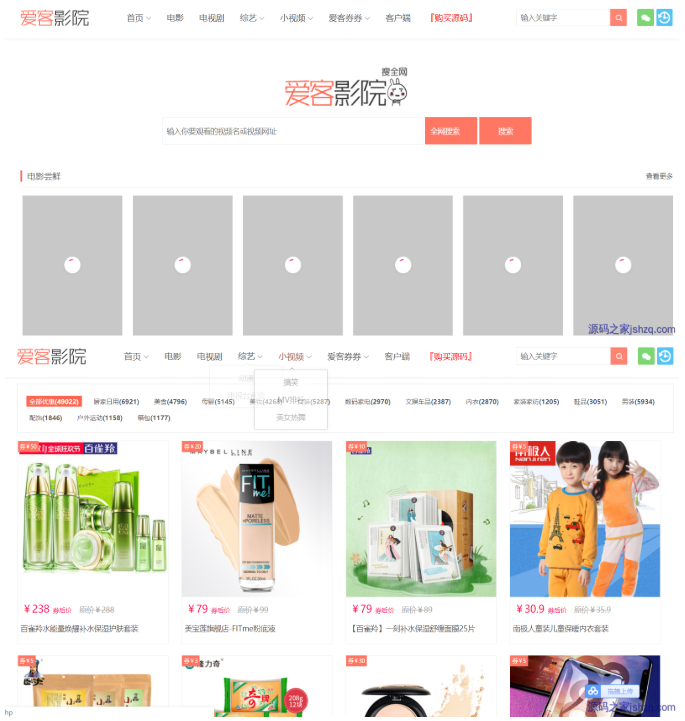 爱客影院 首页 电影 电视剧 综艺 小视频 爱客券券 客户端 『购买源码』 输入关键字
搜全网
爱客影院
输入你要观看的视频名或视频网址 全网搜索 搜索
电影尝鲜 查看更多
源码之家jshzq.com
爱客影院 首页 电影 电视剧 综艺 小视频 爱客券券 客户端 『购买源码』 输入关键字
搞笑
MV排行
美女热舞
全部优惠(49022) 居家日用(6921) 美食(4796) 母婴(5145) 美妆(4268) 女装(5287) 数码家电(2970) 文娱车品(2387) 内衣(2870) 家装家纺(1205) 鞋品(3051) 男装(5934)
配饰(1846) 户外运动(1158) 箱包(1177)
券¥50 全球狂欢节 百雀羚
券¥20 MAYBELLINE
MAYBELLINE
FIT
me!
MATTE
+PORELESS
券¥10
券¥5 南极人
¥238 券后价 原价¥288
¥79 券后价 原价¥99
¥79 券后价 原价¥89
¥30.9 券后价 原价¥35.9
百雀羚水能量焕耀补水保湿护肤套装
美宝莲旗舰店-FITme粉底液
【百雀羚】一刻补水保湿舒缓面膜25片
南极人童装儿童保暖内衣套装
券¥5
券¥3 隆力奇
208g
12袋
券¥30
券¥5
拖拽上传
源码之家jshzq.com
hp